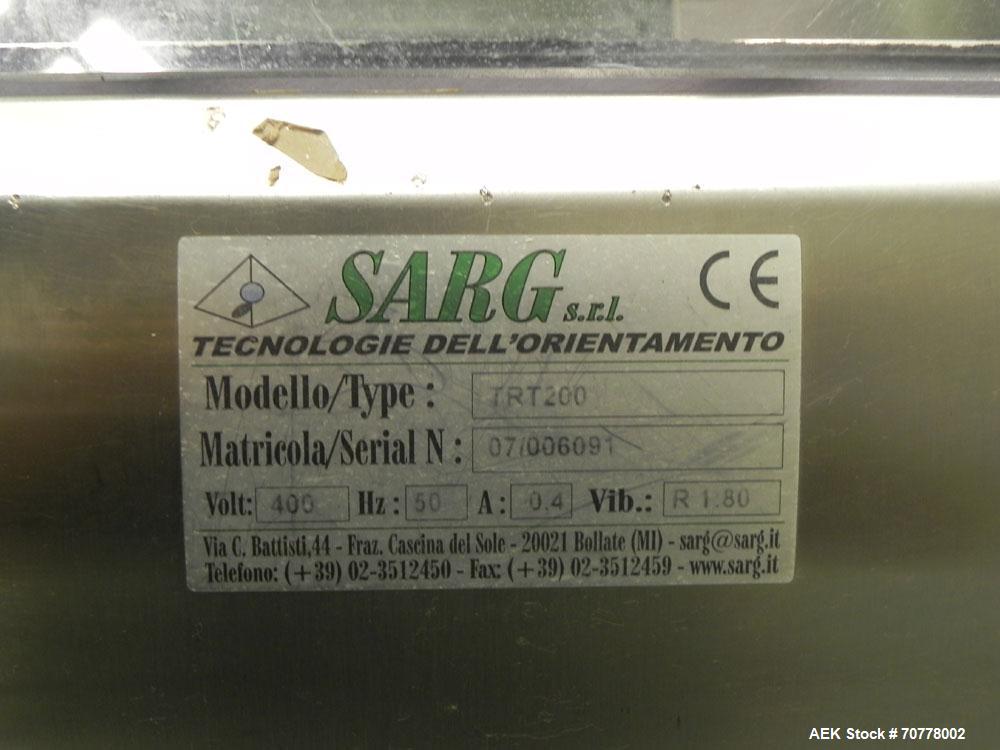 SARG s.r.l. CE
TECNOLOGIE DELL'ORIENTAMENTO
Modello/Type : TRT200
Matricola/Serial N : 07/006091
Volt: 400 Hz : 50 A : 0.4 Vib.: R 1.80
Via C. Battisti,44 - Fraz. Cascina del Sole - 20021 Bollate (MI) - sarg@sarg.it
Telefono: (+39) 02-3512450 - Fax: (+39) 02-3512459 - www.sarg.it
AEK Stock # 70778002